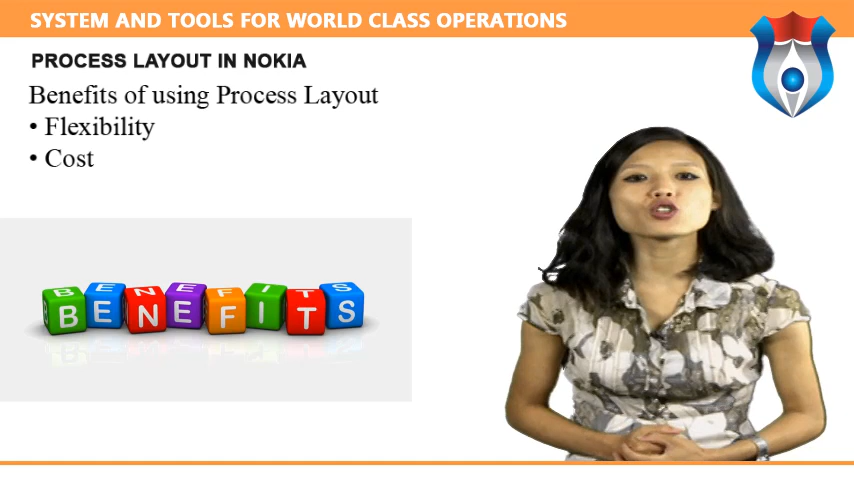 SYSTEM AND TOOLS FOR WORLD CLASS OPERATIONS
PROCESS LAYOUT IN NOKIA
Benefits of using Process Layout
• Flexibility
• Cost
BENEFITS
BENEFITS